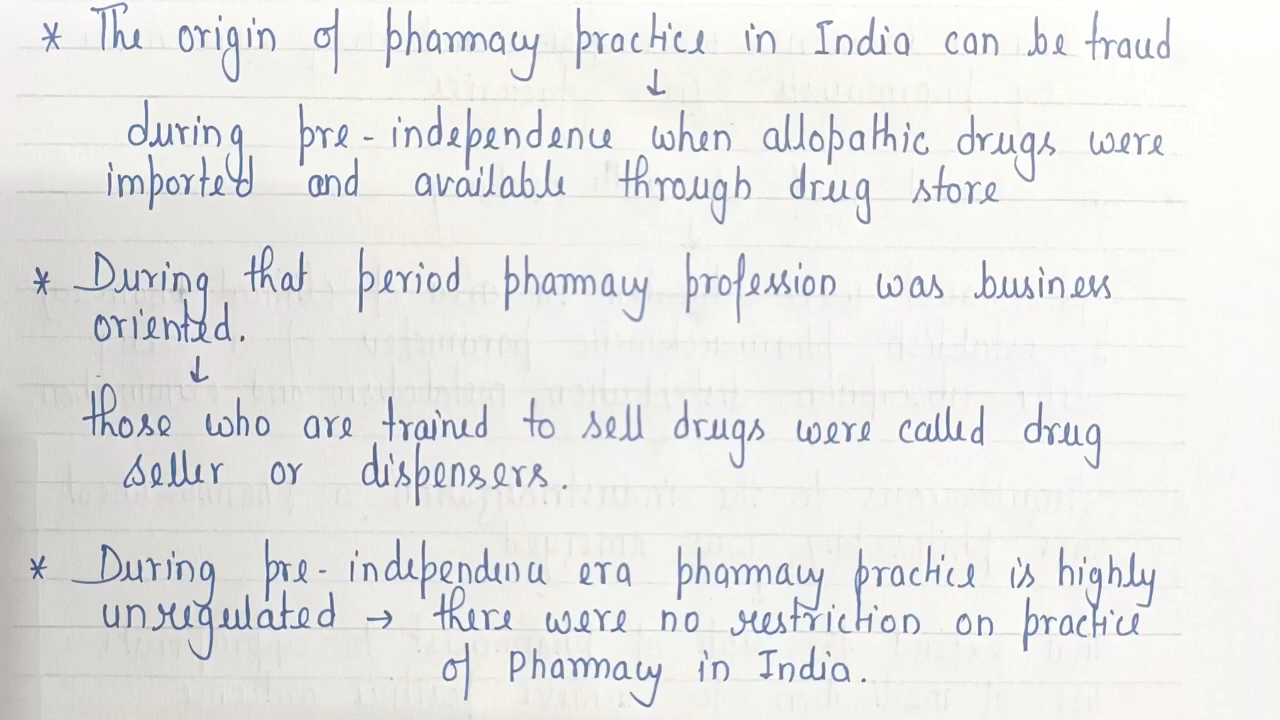 * The origin of pharmacy practice in India can be fraud
↓
during pre-independence when allopathic drugs were
imported and available through drug store
* During that period pharmacy profession was business
oriented.
↓
those who are trained to sell drugs were called drug
seller or dispensers.
* During pre-independence era pharmacy practice is highly
unregulated → there were no restriction on practice
of Pharmacy in India.